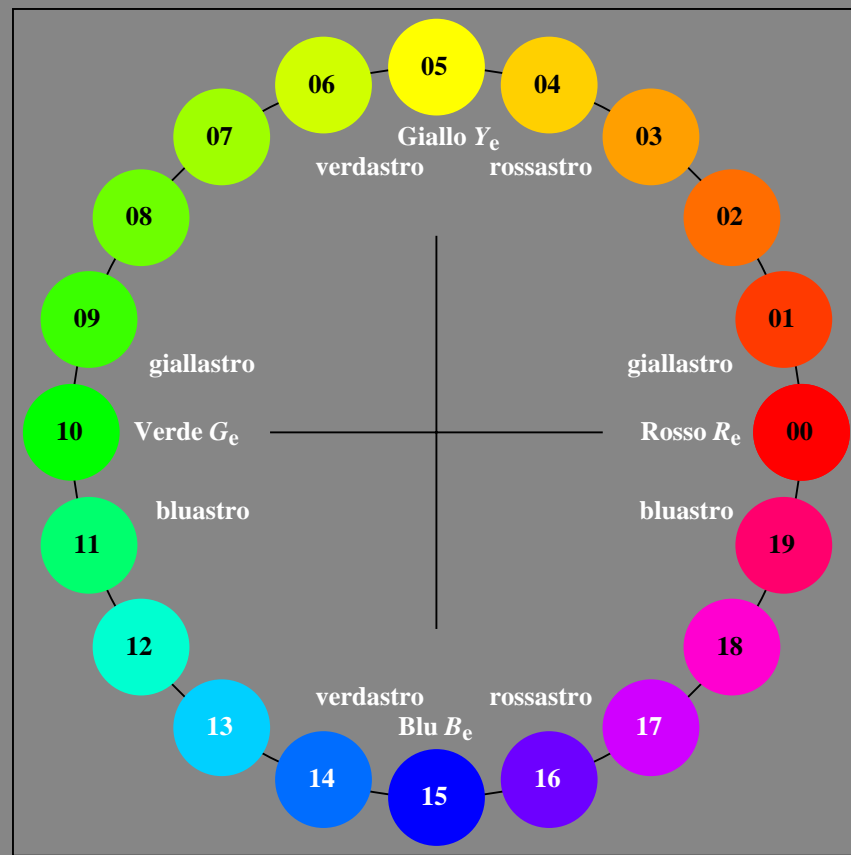 05
06
04
07
Giallo Yₑ
03
verdastro
rossastro
08
02
09
01
giallastro
giallastro
10
Verde Gₑ
Rosso Rₑ
00
bluastro
bluastro
11
19
12
18
verdastro
rossastro
13
Blu Bₑ
17
14
16
15